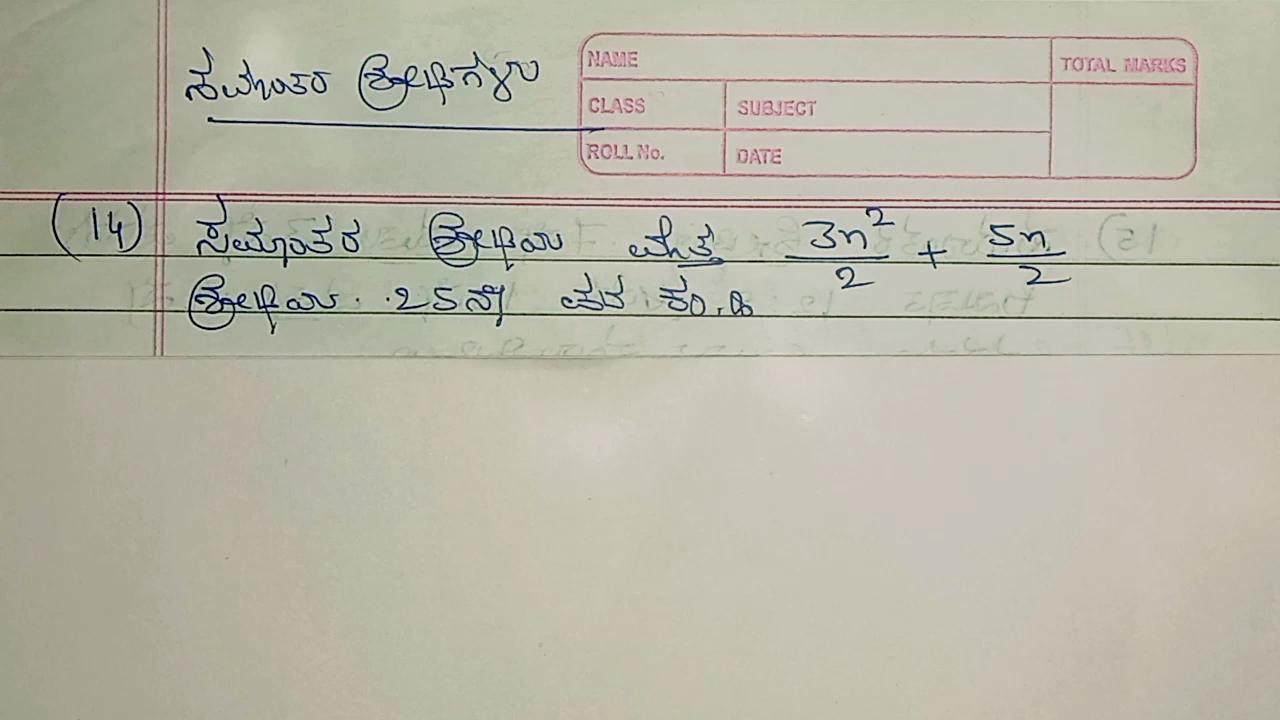 ಸಮಾಂತರ ಶ್ರೇಢಿಗಳು
NAME
TOTAL MARKS
CLASS
SUBJECT
ROLL No.
DATE
(14) ಸಮಾಂತರ ಶ್ರೇಢಿಯ ಮೊತ್ತ 3n²/2 + 5n/2
ಶ್ರೇಢಿಯ 25ನೇ ಪದ ಕಂ.ಹಿ